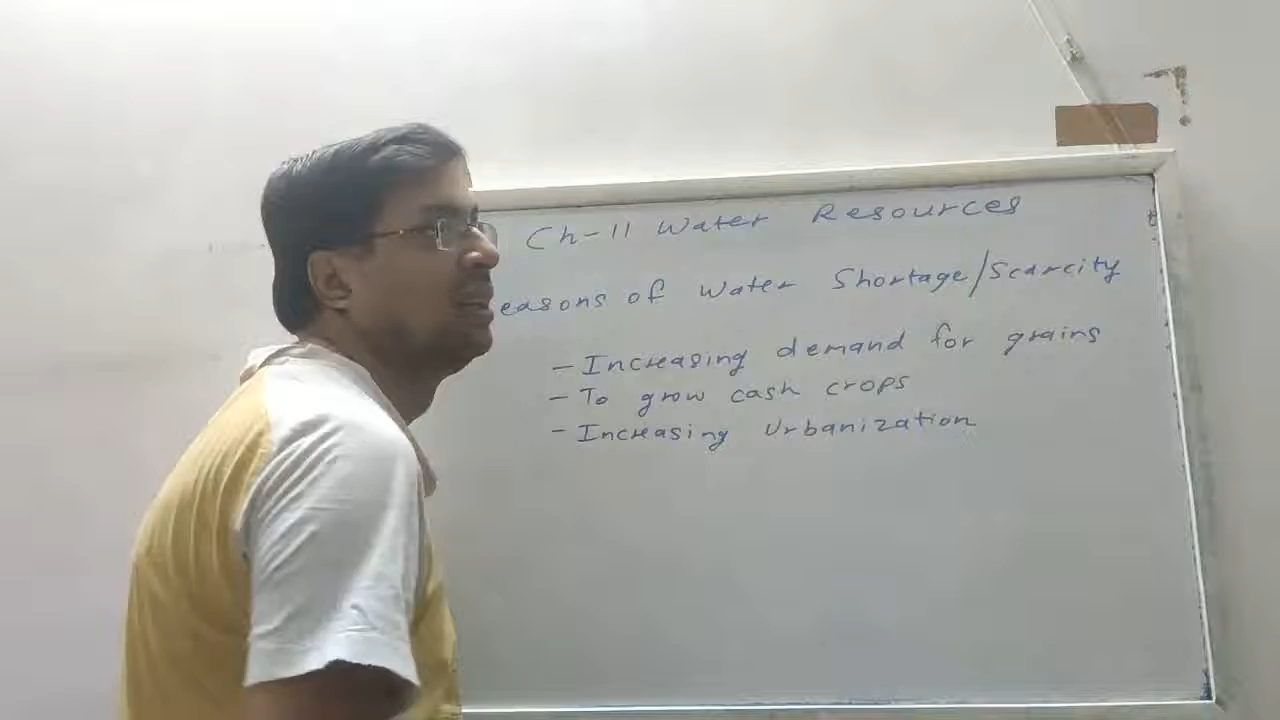 Ch-11 Water Resources
easons of Water Shortage/Scarcity
- Increasing demand for grains
- To grow cash crops
- Increasing Urbanization